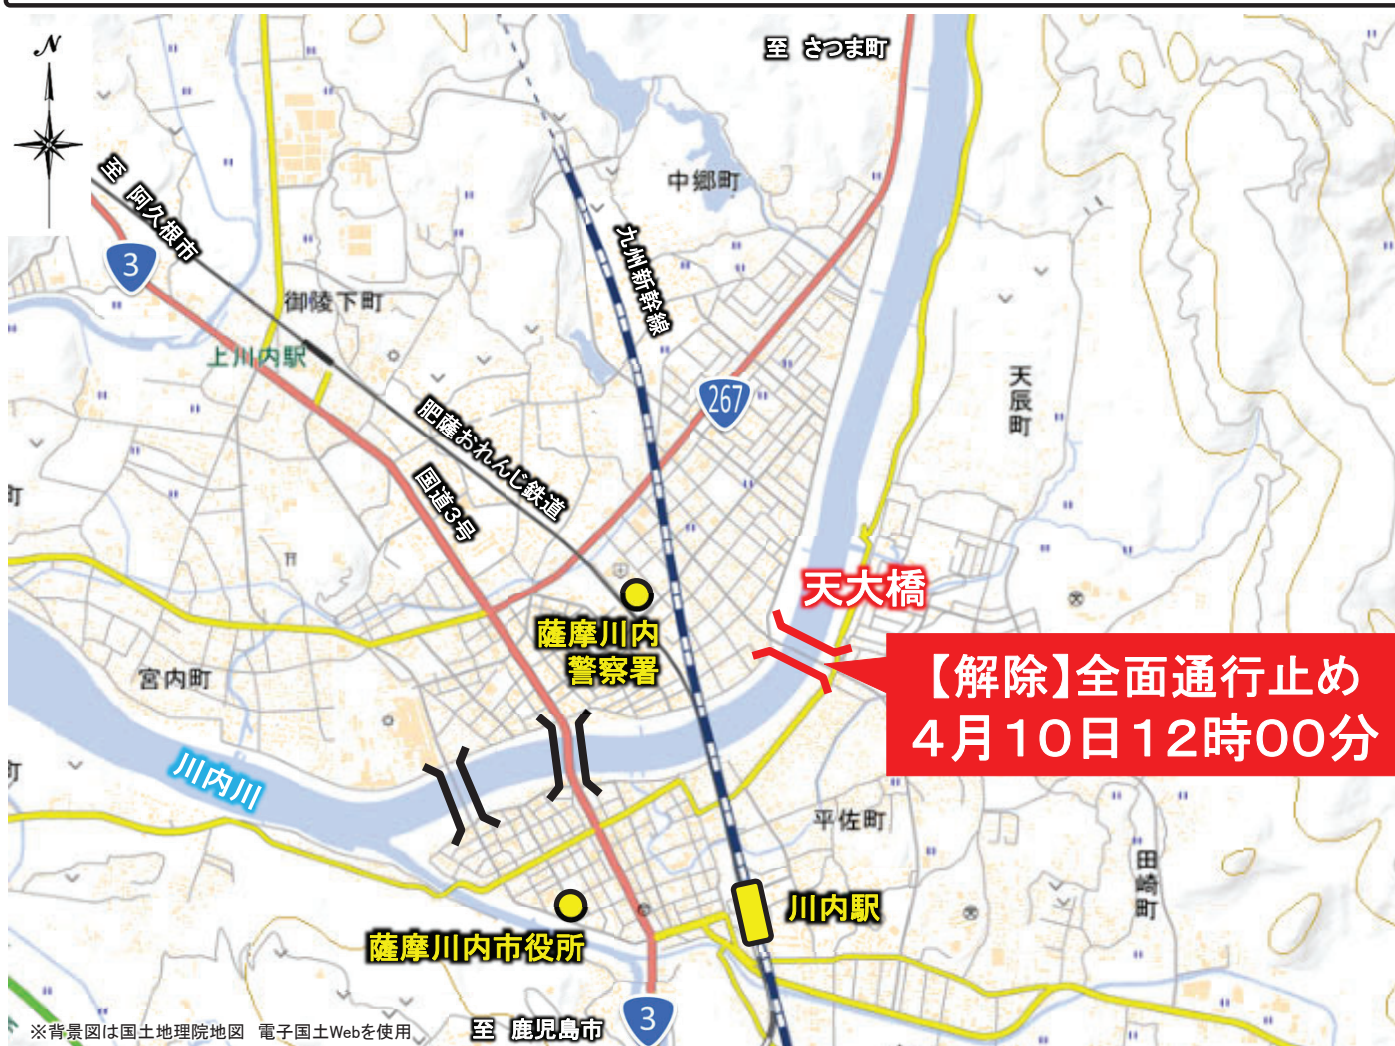 N
至 さつま町
中郷町
至 阿久根市
3
九州新幹線
御陵下町
上川内駅
267
天辰町
肥薩おれんじ鉄道
国道3号
町
天大橋
薩摩川内
警察署
【解除】全面通行止め
4月10日12時00分
宮内町
川内川
町
平佐町
田崎町
川内駅
薩摩川内市役所
3
※背景図は国土地理院地図 電子国土Webを使用
至 鹿児島市